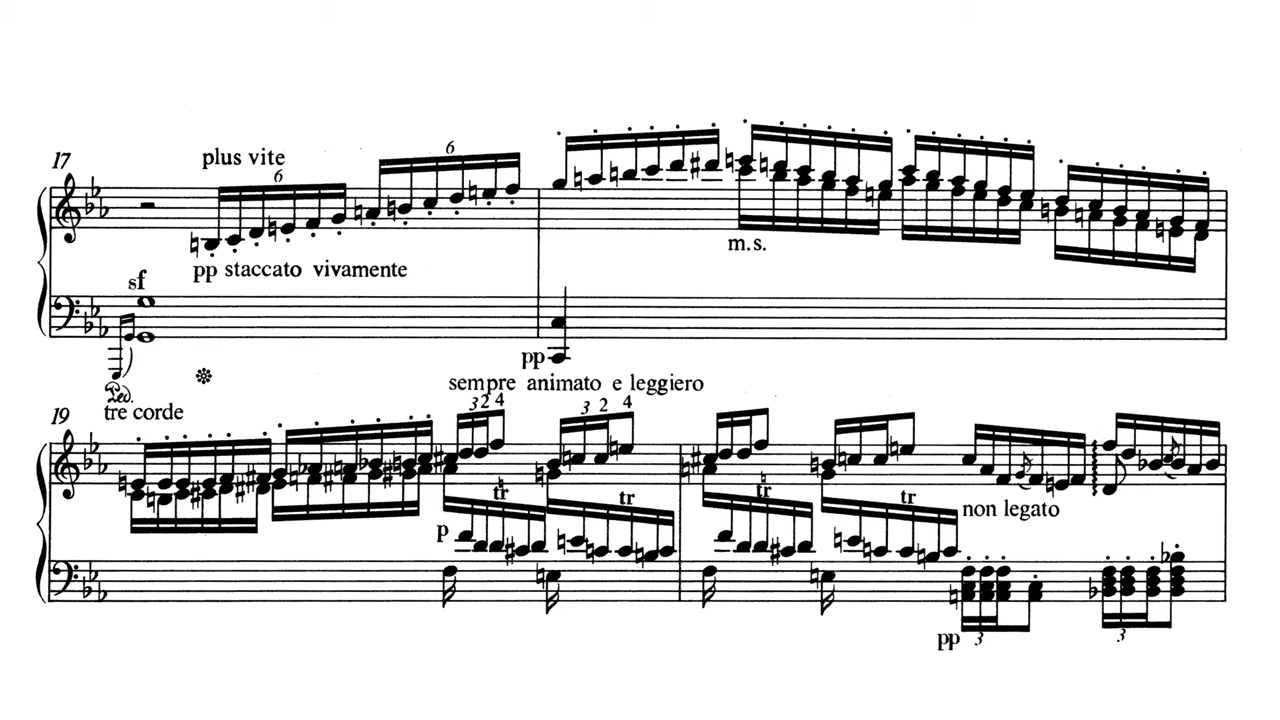 17
plus vite
6
6
pp staccato vivamente
m.s.
sf
pp
Ped.
tre corde
sempre animato e leggiero
19
3 2 4
3 2 4
tr
tr
tr
tr
p
non legato
pp
3
3